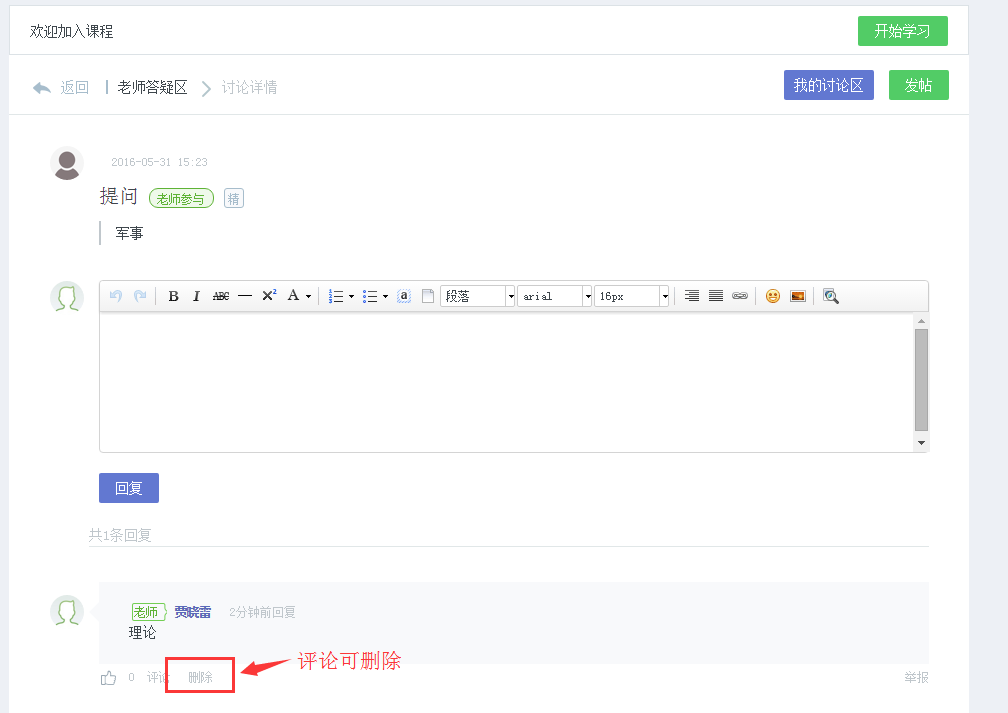 欢迎加入课程 开始学习
返回 | 老师答疑区 讨论详情 我的讨论区 发帖
2016-05-31 15:23
提问 老师参与 精
军事
B I ABC — X² A a 段落 arial 16px
回复
共1条回复
老师 贾晓雷 2分钟前回复
理论
评论可删除
0 评论 删除 举报